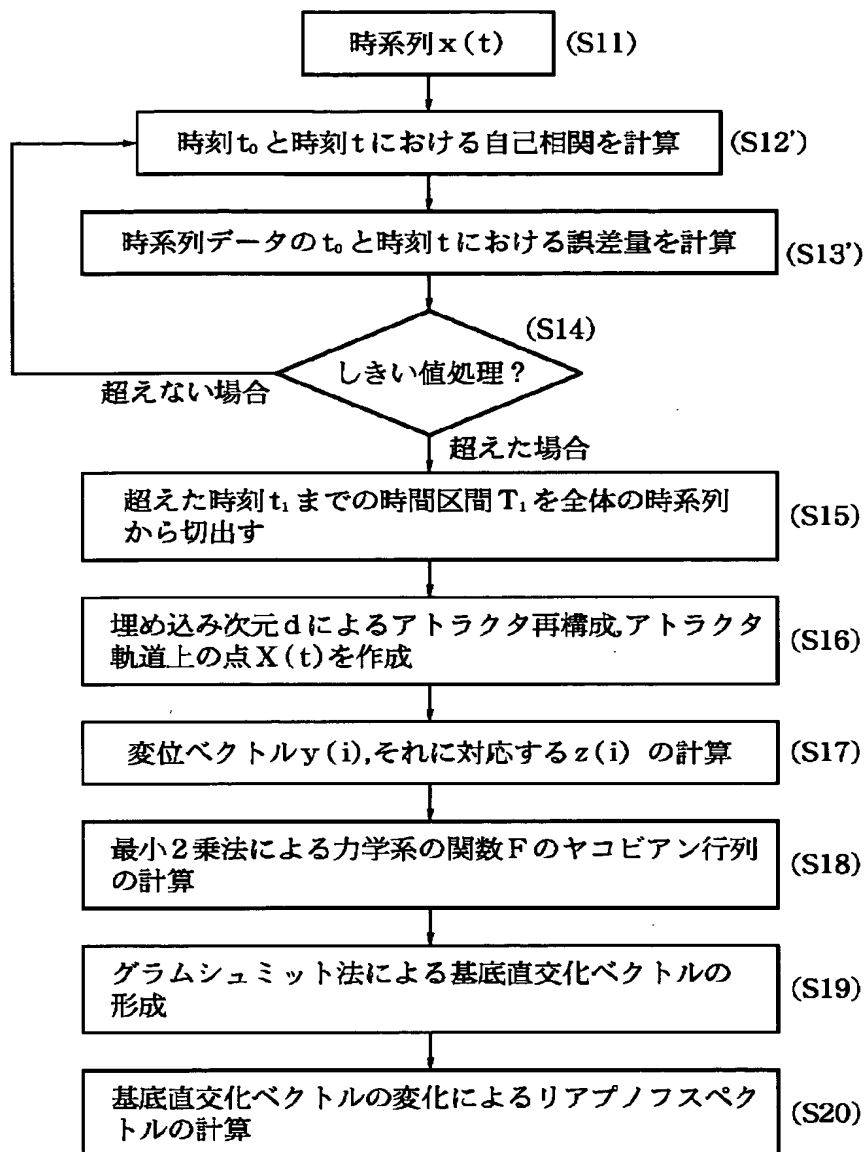 時系列x(t) (S11)
時刻t₀と時刻tにおける自己相関を計算 (S12')
時系列データのt₀と時刻tにおける誤差量を計算 (S13')
(S14)
しきい値処理?
超えない場合
超えた場合
超えた時刻t₁までの時間区間T₁を全体の時系列
から切出す
(S15)
埋め込み次元dによるアトラクタ再構成,アトラクタ
軌道上の点X(t)を作成
(S16)
変位ベクトルy(i),それに対応するz(i)の計算 (S17)
最小2乗法による力学系の関数Fのヤコビアン行列
の計算
(S18)
グラムシュミット法による基底直交化ベクトルの
形成
(S19)
基底直交化ベクトルの変化によるリアプノフスペク
トルの計算
(S20)